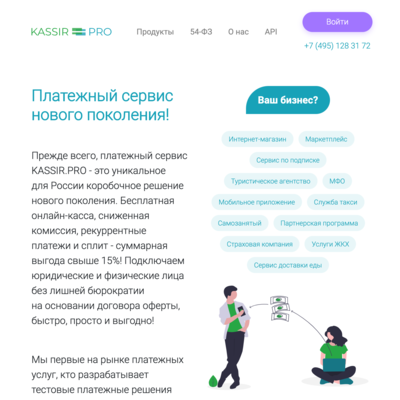 KASSIR PRO
Продукты
54-ФЗ
О нас
API
Войти
+7 (495) 128 31 72
Платежный сервис
нового поколения!
Прежде всего, платежный сервис
KASSIR.PRO - это уникальное
для России коробочное решение
нового поколения. Бесплатная
онлайн-касса, сниженная
комиссия, рекуррентные
платежи и сплит - суммарная
выгода свыше 15%! Подключаем
юридические и физические лица
без лишней бюрократии
на основании договора оферты,
быстро, просто и выгодно!
Мы первые на рынке платежных
услуг, кто разрабатывает
тестовые платежные решения
Ваш бизнес?
Интернет-магазин
Маркетплейс
Сервис по подписке
Туристическое агентство
МФО
Мобильное приложение
Служба такси
Самозанятый
Партнерская программа
Страховая компания
Услуги ЖКХ
Сервис доставки еды